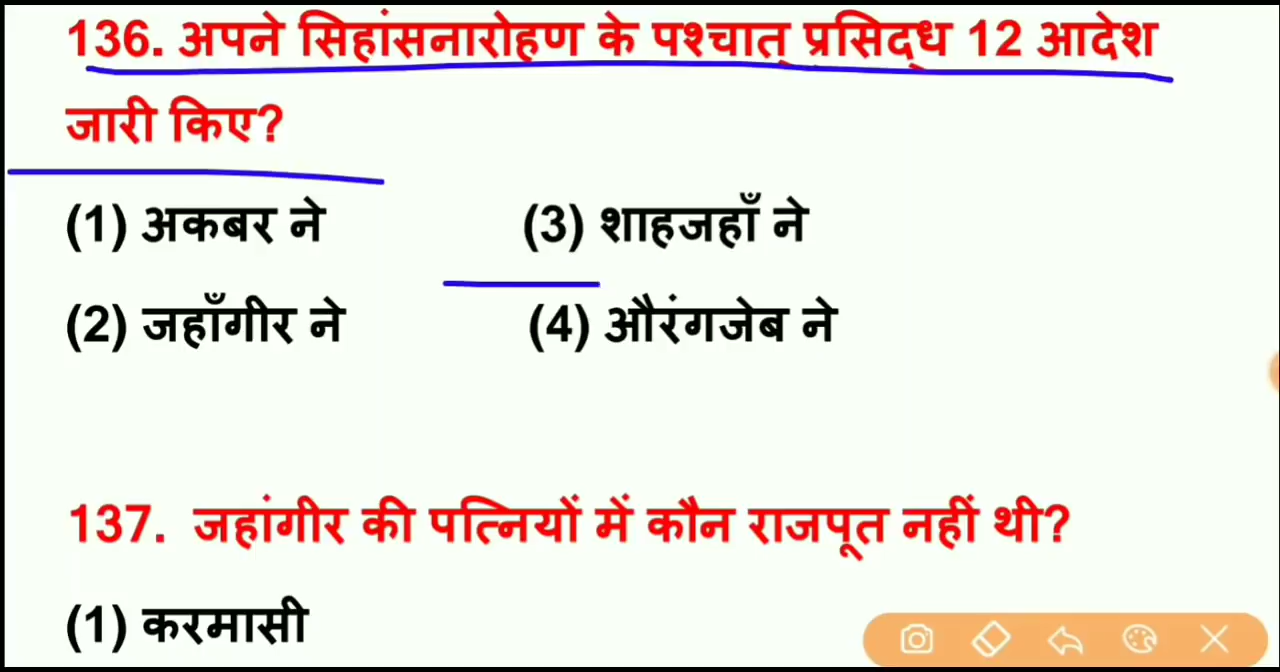 136. अपने सिहांसनारोहण के पश्चात् प्रसिद्ध 12 आदेश
जारी किए?
(1) अकबर ने (3) शाहजहाँ ने
(2) जहाँगीर ने (4) औरंगजेब ने
137. जहांगीर की पत्नियों में कौन राजपूत नहीं थी?
(1) करमासी